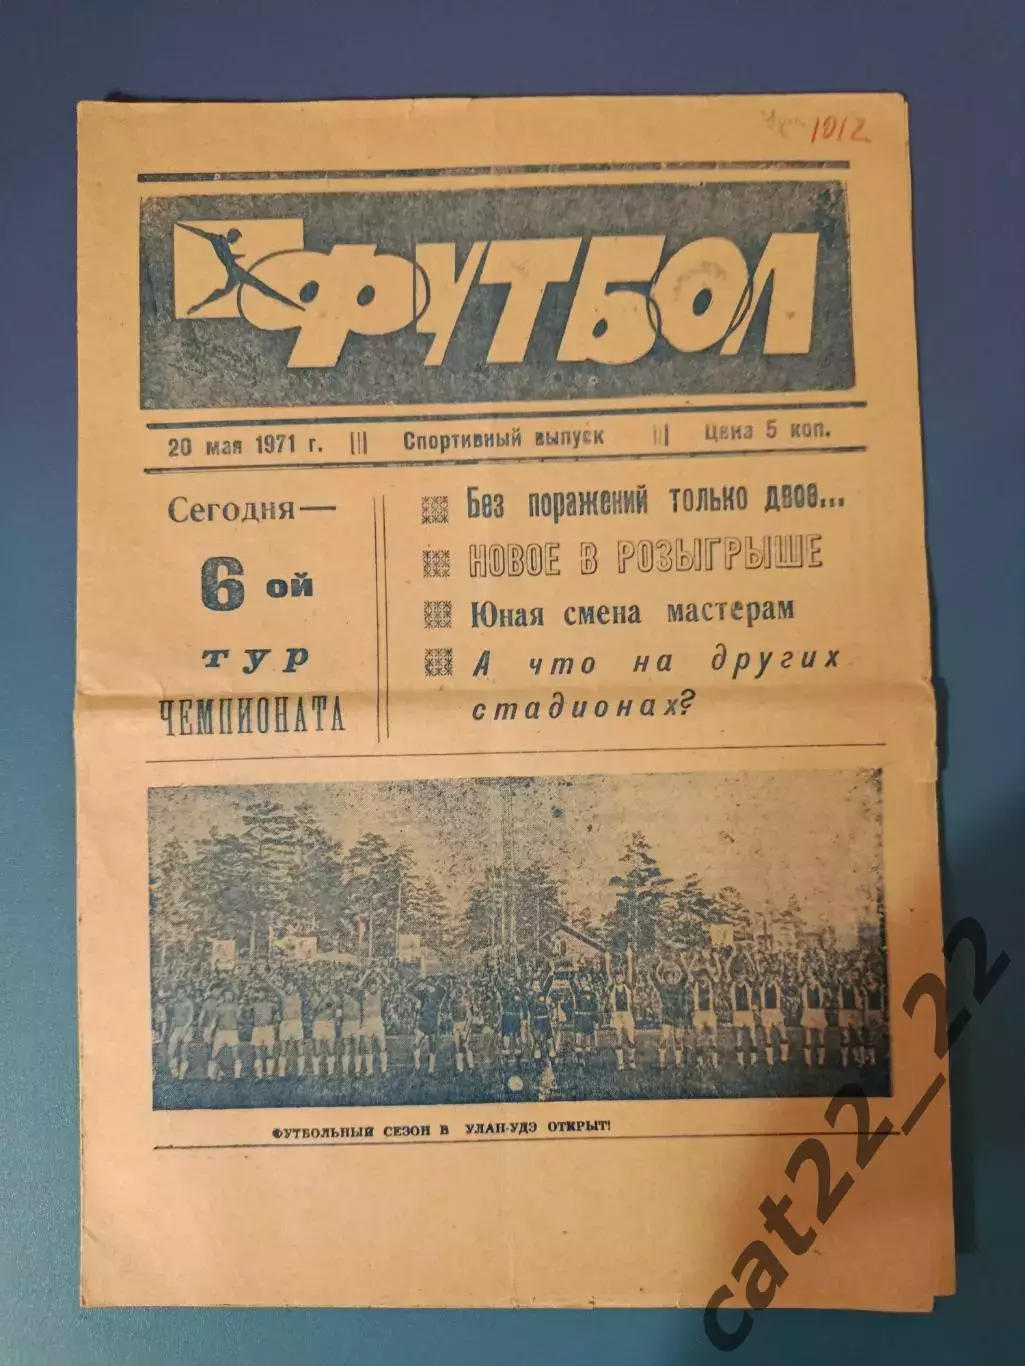 1012
ФУТБОЛ
20 мая 1971 г. ||| Спортивный выпуск ||| Цена 5 коп.
Сегодня—
6 ой
тур
ЧЕМПИОНАТА
Без поражений только двое...
НОВОЕ В РОЗЫГРЫШЕ
Юная смена мастерам
А что на других
стадионах?
ФУТБОЛЬНЫЙ СЕЗОН В УЛАН-УДЭ ОТКРЫТ!
cat22_22